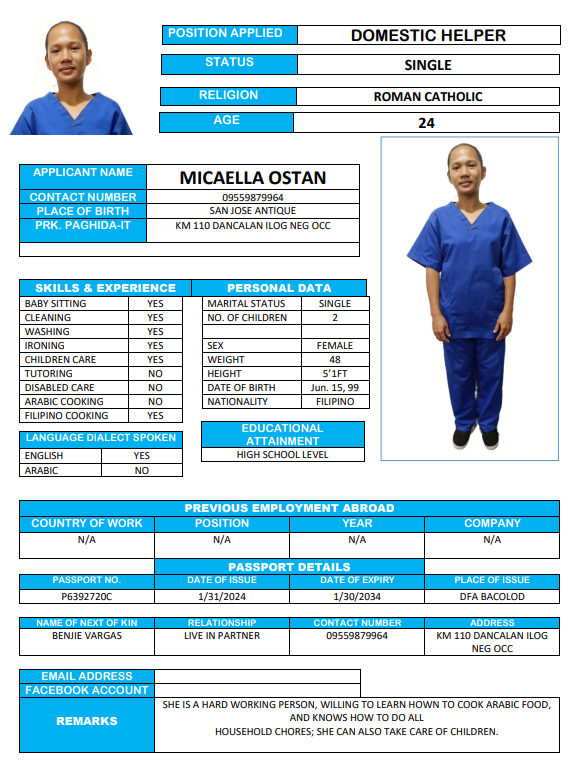 POSITION APPLIED DOMESTIC HELPER
STATUS SINGLE
RELIGION ROMAN CATHOLIC
AGE 24
APPLICANT NAME MICAELLA OSTAN
CONTACT NUMBER 09559879964
PLACE OF BIRTH SAN JOSE ANTIQUE
PRK. PAGHIDA-IT KM 110 DANCALAN ILOG NEG OCC
SKILLS & EXPERIENCE
BABY SITTING YES
CLEANING YES
WASHING YES
IRONING YES
CHILDREN CARE YES
TUTORING NO
DISABLED CARE NO
ARABIC COOKING NO
FILIPINO COOKING YES
LANGUAGE DIALECT SPOKEN
ENGLISH YES
ARABIC NO
PERSONAL DATA
MARITAL STATUS SINGLE
NO. OF CHILDREN 2
SEX FEMALE
WEIGHT 48
HEIGHT 5’1FT
DATE OF BIRTH Jun. 15, 99
NATIONALITY FILIPINO
EDUCATIONAL
ATTAINMENT
HIGH SCHOOL LEVEL
PREVIOUS EMPLOYMENT ABROAD
COUNTRY OF WORK POSITION YEAR COMPANY
N/A N/A N/A N/A
PASSPORT DETAILS
PASSPORT NO. DATE OF ISSUE DATE OF EXPIRY PLACE OF ISSUE
P6392720C 1/31/2024 1/30/2034 DFA BACOLOD
NAME OF NEXT OF KIN RELATIONSHIP CONTACT NUMBER ADDRESS
BENJIE VARGAS LIVE IN PARTNER 09559879964 KM 110 DANCALAN ILOG
NEG OCC
EMAIL ADDRESS
FACEBOOK ACCOUNT
REMARKS
SHE IS A HARD WORKING PERSON, WILLING TO LEARN HOWN TO COOK ARABIC FOOD,
AND KNOWS HOW TO DO ALL
HOUSEHOLD CHORES; SHE CAN ALSO TAKE CARE OF CHILDREN.